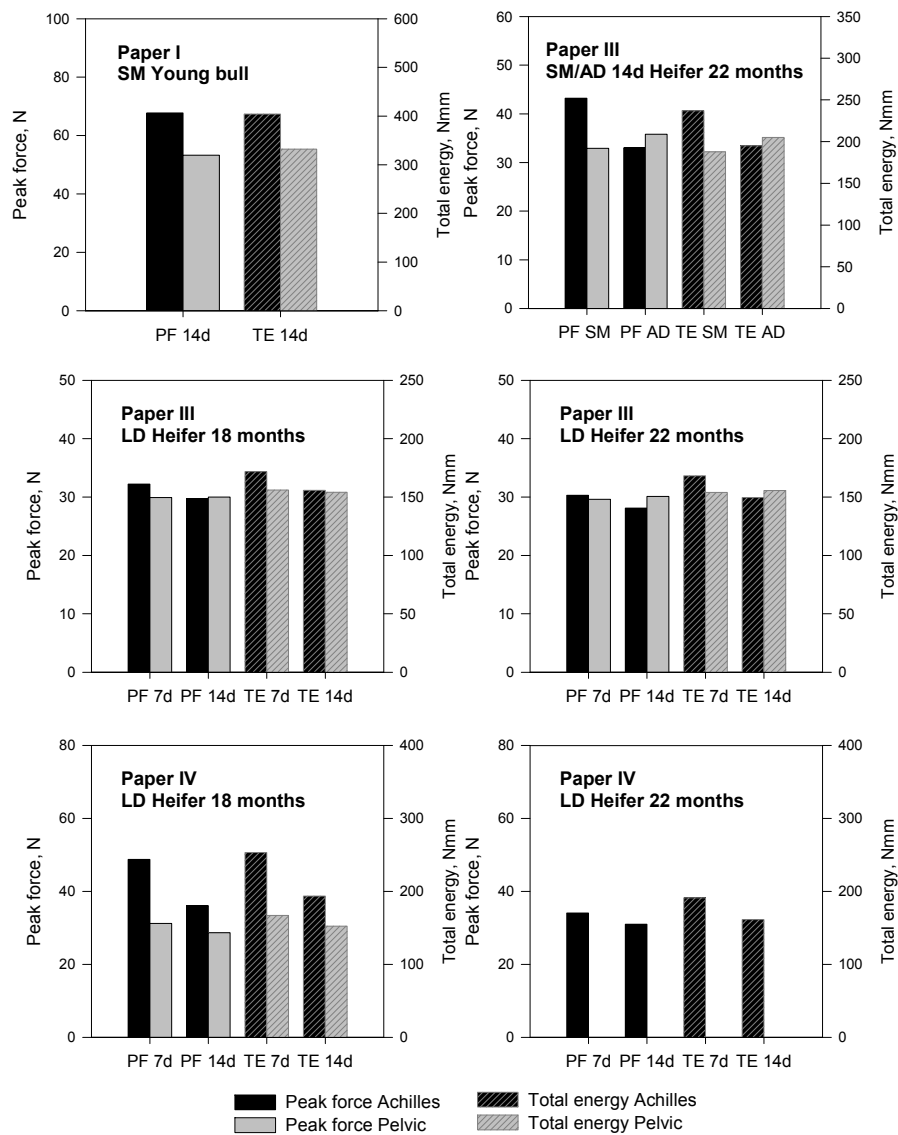 Paper I
SM Young bull
Peak force, N
100
80
60
40
20
0
Total energy, Nmm
600
500
400
300
200
100
0
PF 14d TE 14d
Paper III
SM/AD 14d Heifer 22 months
Peak force, N
60
50
40
30
20
10
0
Total energy, Nmm
350
300
250
200
150
100
50
0
PF SM PF AD TE SM TE AD
Paper III
LD Heifer 18 months
Peak force, N
50
40
30
20
10
0
Total energy, Nmm
250
200
150
100
50
0
PF 7d PF 14d TE 7d TE 14d
Paper III
LD Heifer 22 months
Peak force, N
50
40
30
20
10
0
Total energy, Nmm
250
200
150
100
50
0
PF 7d PF 14d TE 7d TE 14d
Paper IV
LD Heifer 18 months
Peak force, N
80
60
40
20
0
Total energy, Nmm
400
300
200
100
0
PF 7d PF 14d TE 7d TE 14d
Paper IV
LD Heifer 22 months
Peak force, N
80
60
40
20
0
Total energy, Nmm
400
300
200
100
0
PF 7d PF 14d TE 7d TE 14d
Peak force Achilles
Peak force Pelvic
Total energy Achilles
Total energy Pelvic